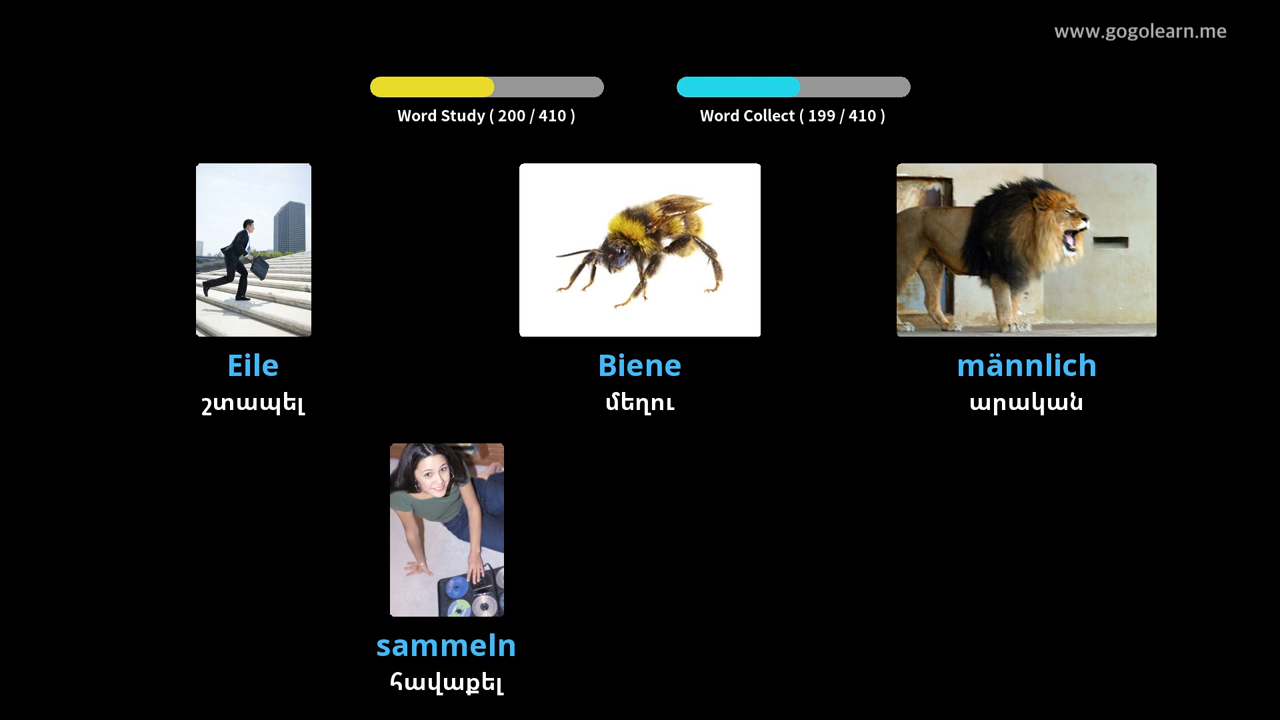 www.gogolearn.me
Word Study ( 200 / 410 )
Word Collect ( 199 / 410 )
Eile
շտապել
Biene
մեղու
männlich
արական
sammeln
հավաքել